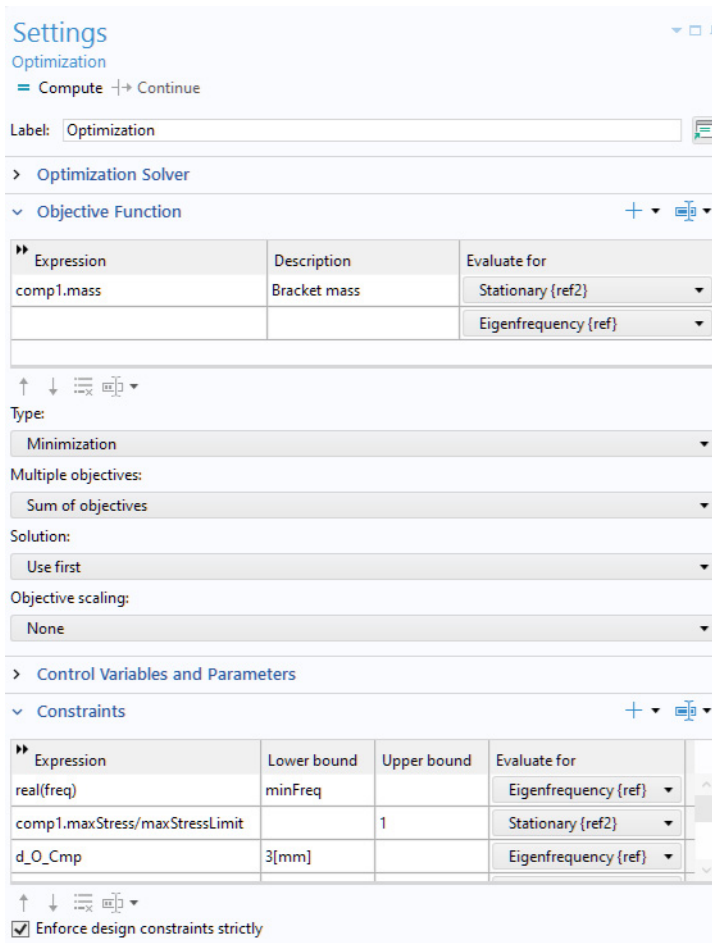 Settings
Optimization
= Compute Continue
Label: Optimization
Optimization Solver
Objective Function
Expression Description Evaluate for
comp1.mass Bracket mass Stationary {ref2}
Eigenfrequency {ref}
Type:
Minimization
Multiple objectives:
Sum of objectives
Solution:
Use first
Objective scaling:
None
Control Variables and Parameters
Constraints
Expression Lower bound Upper bound Evaluate for
real(freq) minFreq Eigenfrequency {ref}
comp1.maxStress/maxStressLimit 1 Stationary {ref2}
d_O_Cmp 3[mm] Eigenfrequency {ref}
Enforce design constraints strictly